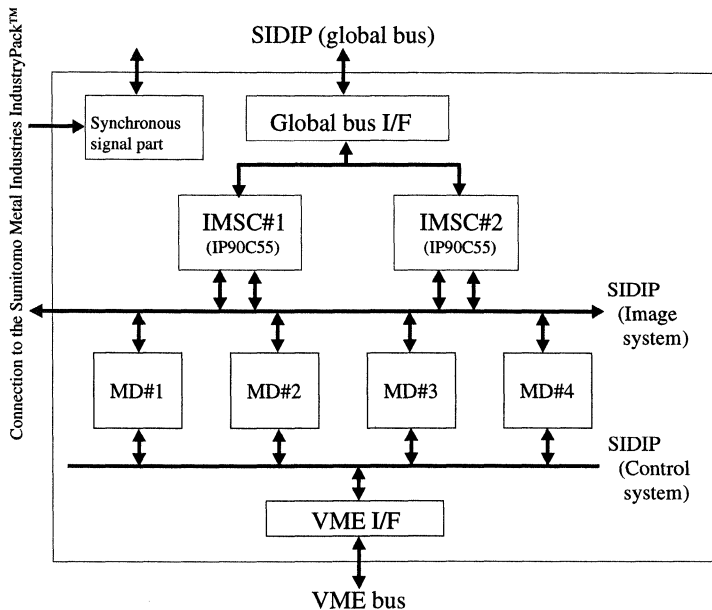 SIDIP (global bus)
Connection to the Sumitomo Metal Industries IndustryPack™
Synchronous
signal part
Global bus I/F
IMSC#1
(IP90C55)
IMSC#2
(IP90C55)
SIDIP
(Image
system)
MD#1
MD#2
MD#3
MD#4
SIDIP
(Control
system)
VME I/F
VME bus